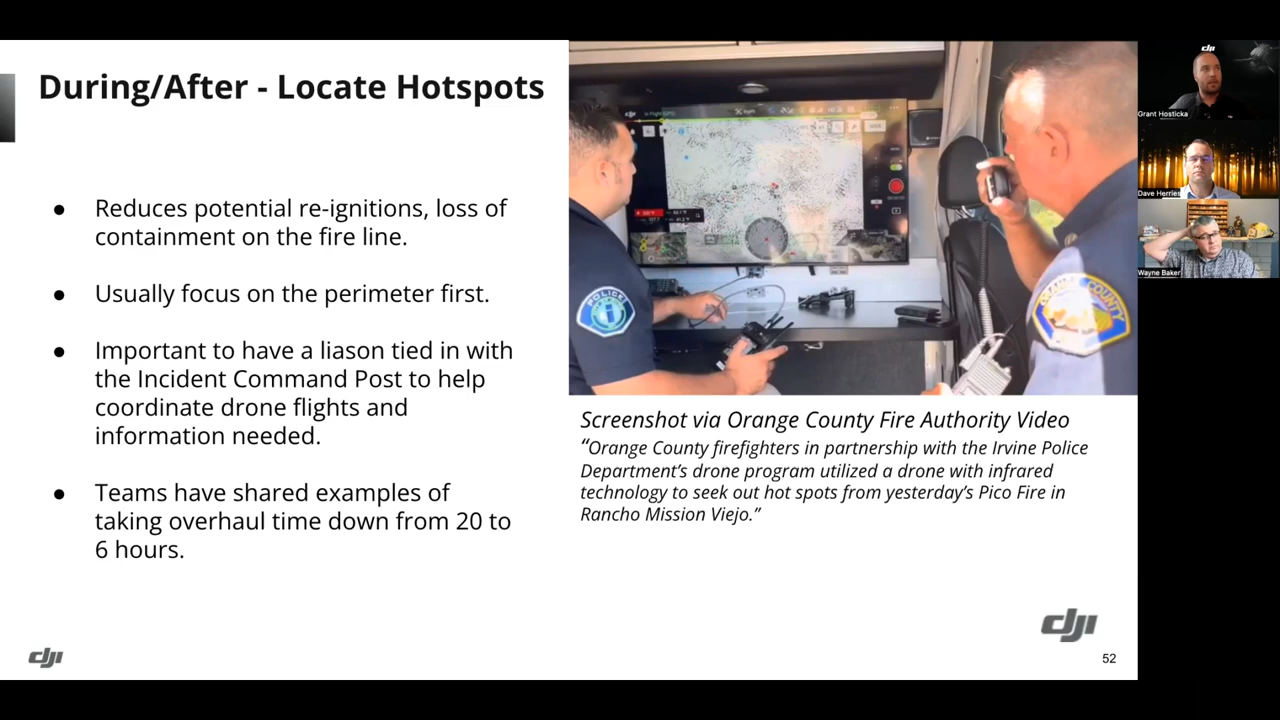 During/After - Locate Hotspots
● Reduces potential re-ignitions, loss of
containment on the fire line.
● Usually focus on the perimeter first.
● Important to have a liason tied in with
the Incident Command Post to help
coordinate drone flights and
information needed.
● Teams have shared examples of
taking overhaul time down from 20 to
6 hours.
POLICE
ORANGE COUNTY
Screenshot via Orange County Fire Authority Video
“Orange County firefighters in partnership with the Irvine Police
Department’s drone program utilized a drone with infrared
technology to seek out hot spots from yesterday’s Pico Fire in
Rancho Mission Viejo.”
dji
dji
52
dji
Grant Hosticka
Dave Herries
Wayne Baker